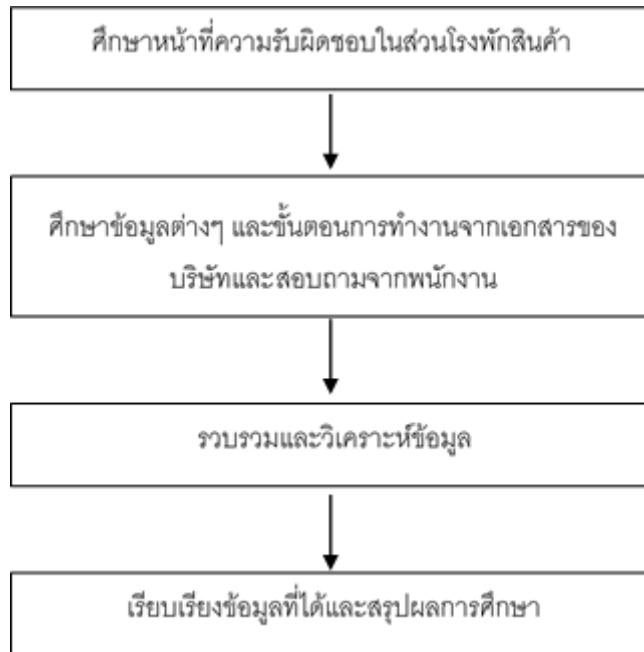 ศึกษาหน้าที่ความรับผิดชอบในส่วนโรงพักสินค้า
ศึกษาข้อมูลต่างๆ และขั้นตอนการทำงานจากเอกสารของ
บริษัทและสอบถามจากพนักงาน
รวบรวมและวิเคราะห์ข้อมูล
เรียบเรียงข้อมูลที่ได้และสรุปผลการศึกษา